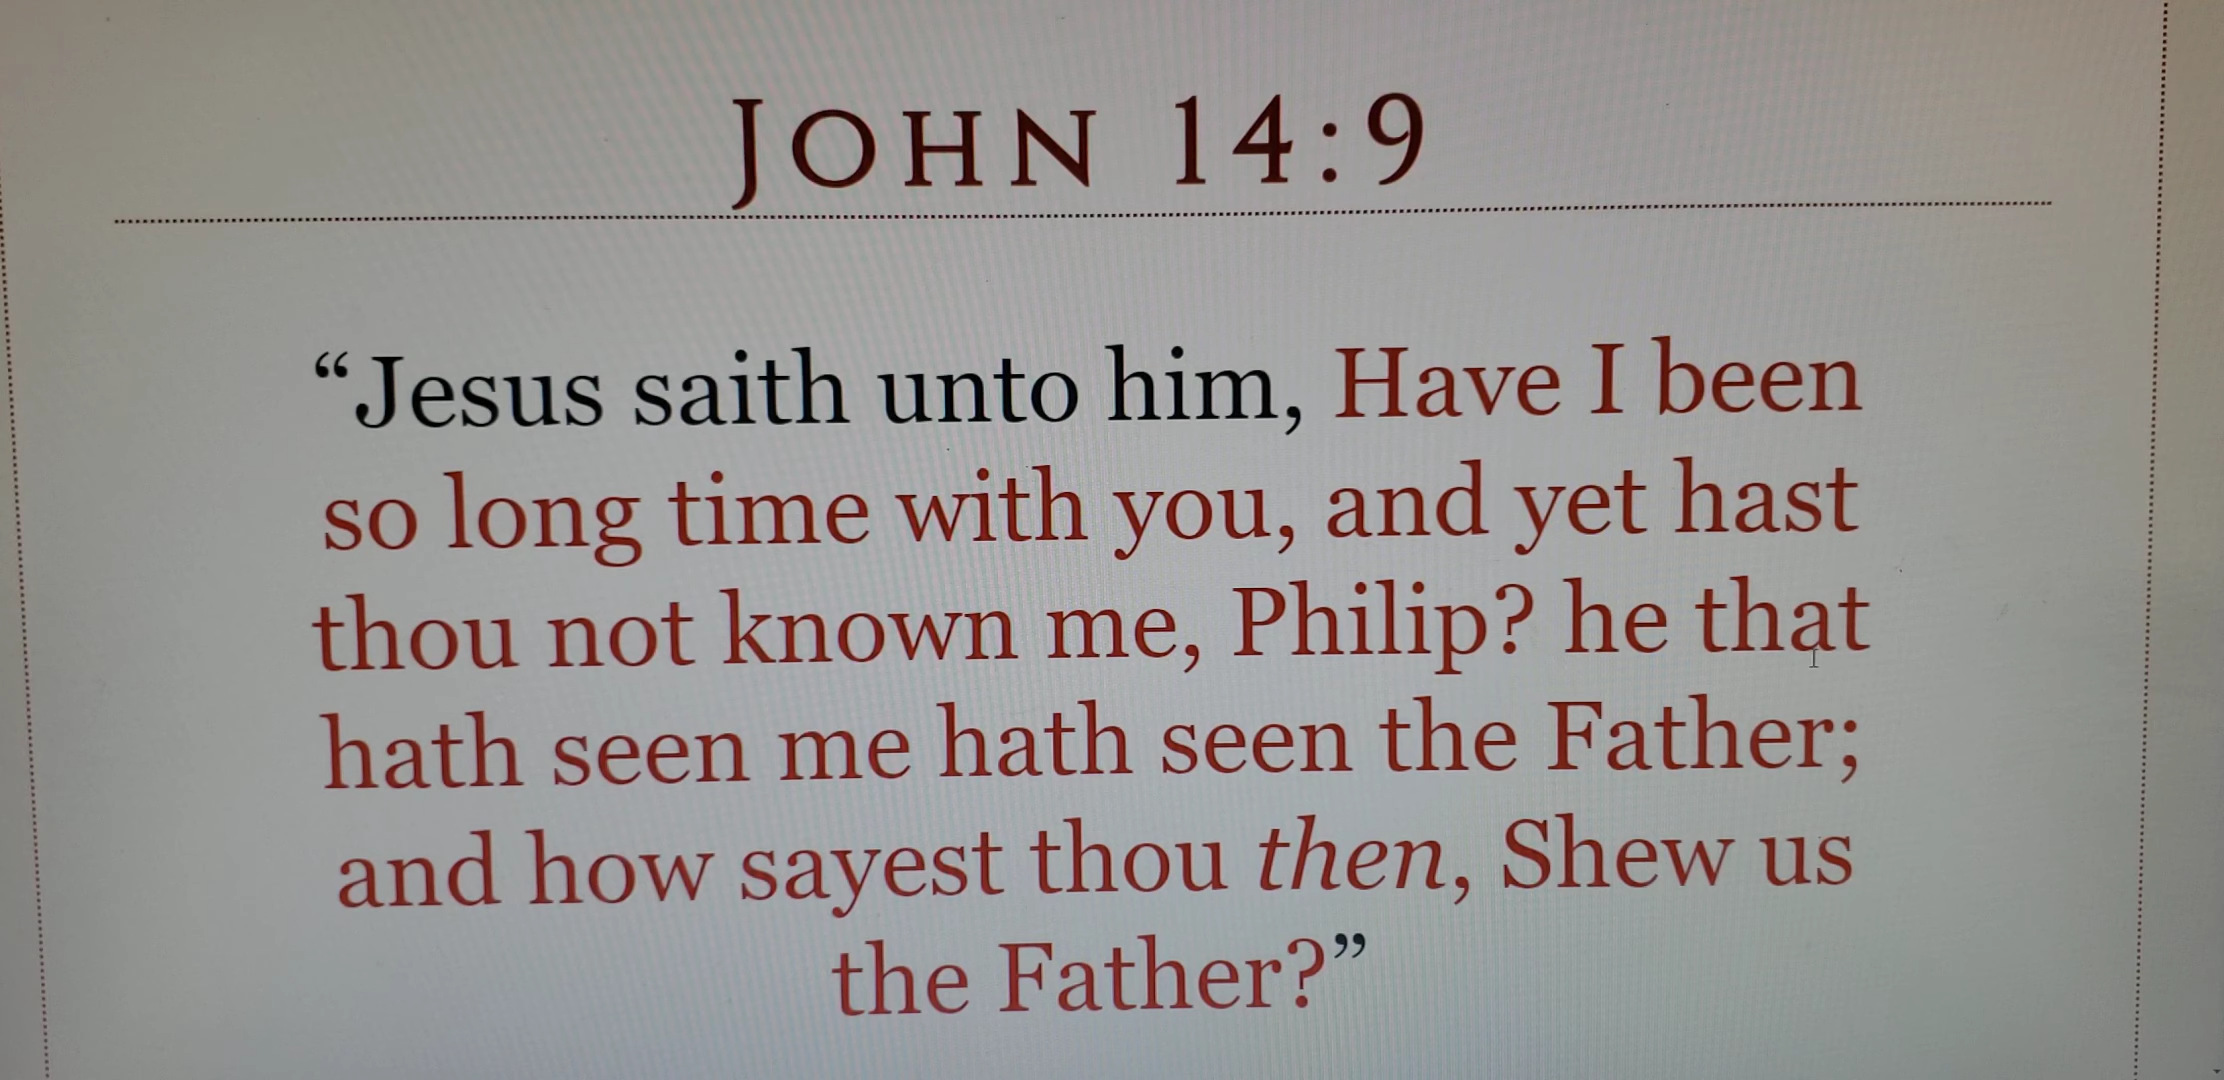 JOHN 14:9
“Jesus saith unto him, Have I been
so long time with you, and yet hast
thou not known me, Philip? he that
hath seen me hath seen the Father;
and how sayest thou then, Shew us
the Father?”